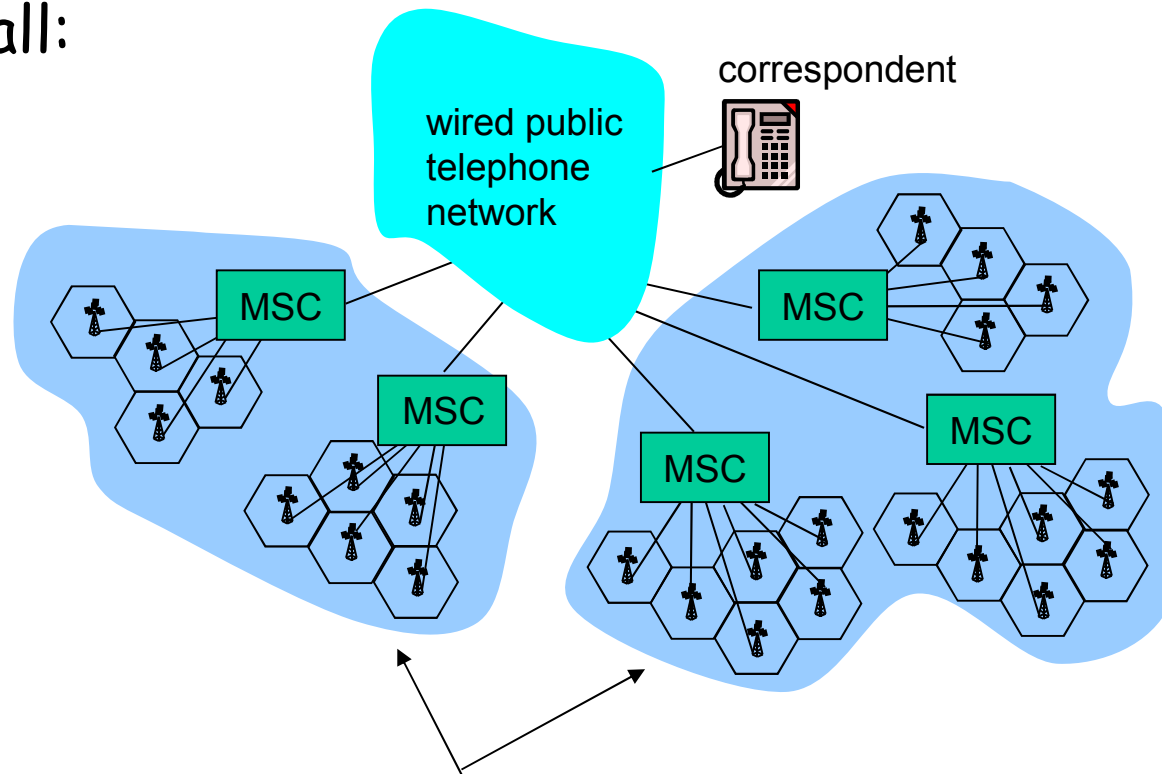 all:
correspondent
wired public
telephone
network
MSC
MSC
MSC
MSC
MSC